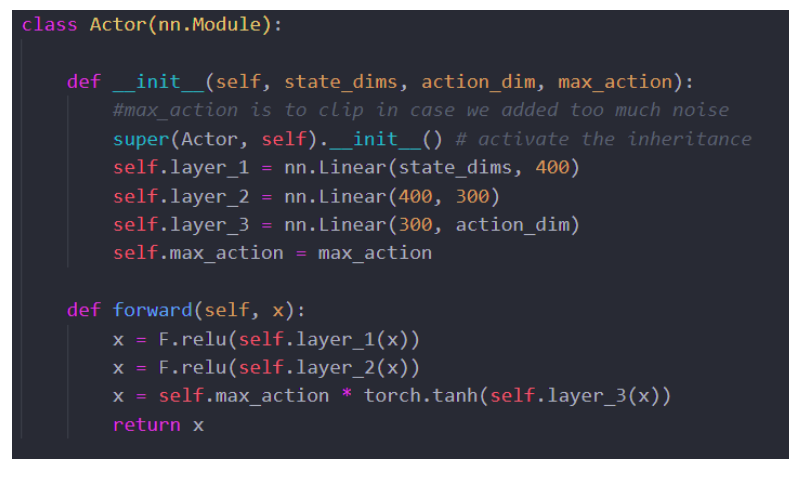 class Actor(nn.Module):
def __init__(self, state_dims, action_dim, max_action):
#max_action is to clip in case we added too much noise
super(Actor, self).__init__() # activate the inheritance
self.layer_1 = nn.Linear(state_dims, 400)
self.layer_2 = nn.Linear(400, 300)
self.layer_3 = nn.Linear(300, action_dim)
self.max_action = max_action
def forward(self, x):
x = F.relu(self.layer_1(x))
x = F.relu(self.layer_2(x))
x = self.max_action * torch.tanh(self.layer_3(x))
return x